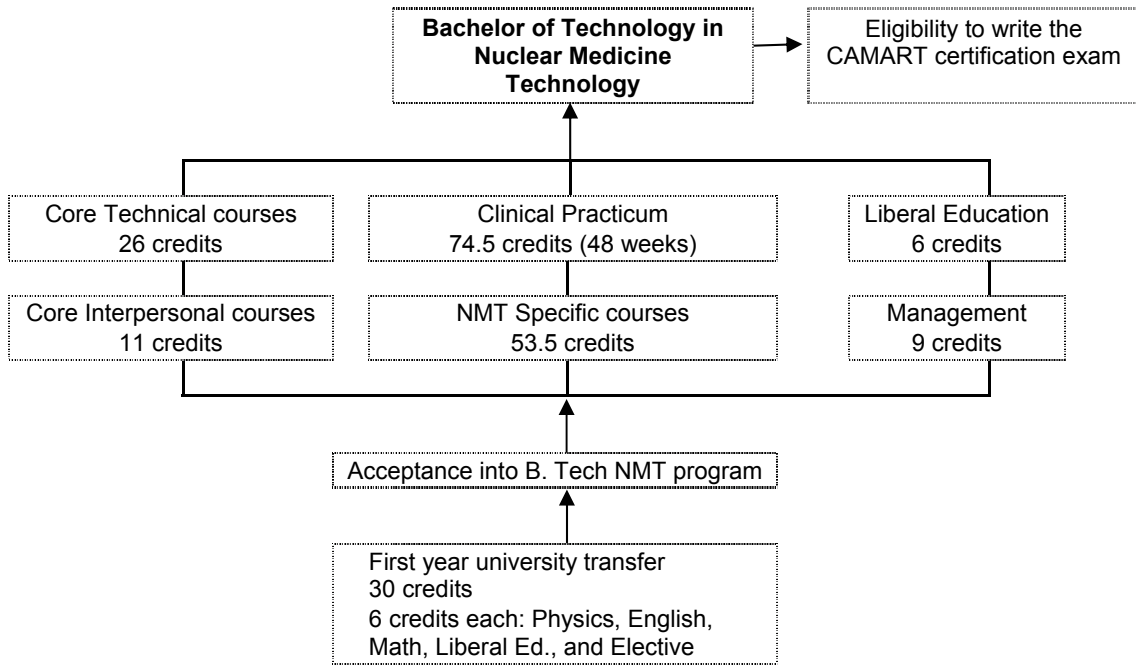 Bachelor of Technology in
Nuclear Medicine
Technology
Eligibility to write the
CAMART certification exam
Core Technical courses
26 credits
Clinical Practicum
74.5 credits (48 weeks)
Liberal Education
6 credits
Core Interpersonal courses
11 credits
NMT Specific courses
53.5 credits
Management
9 credits
Acceptance into B. Tech NMT program
First year university transfer
30 credits
6 credits each: Physics, English,
Math, Liberal Ed., and Elective